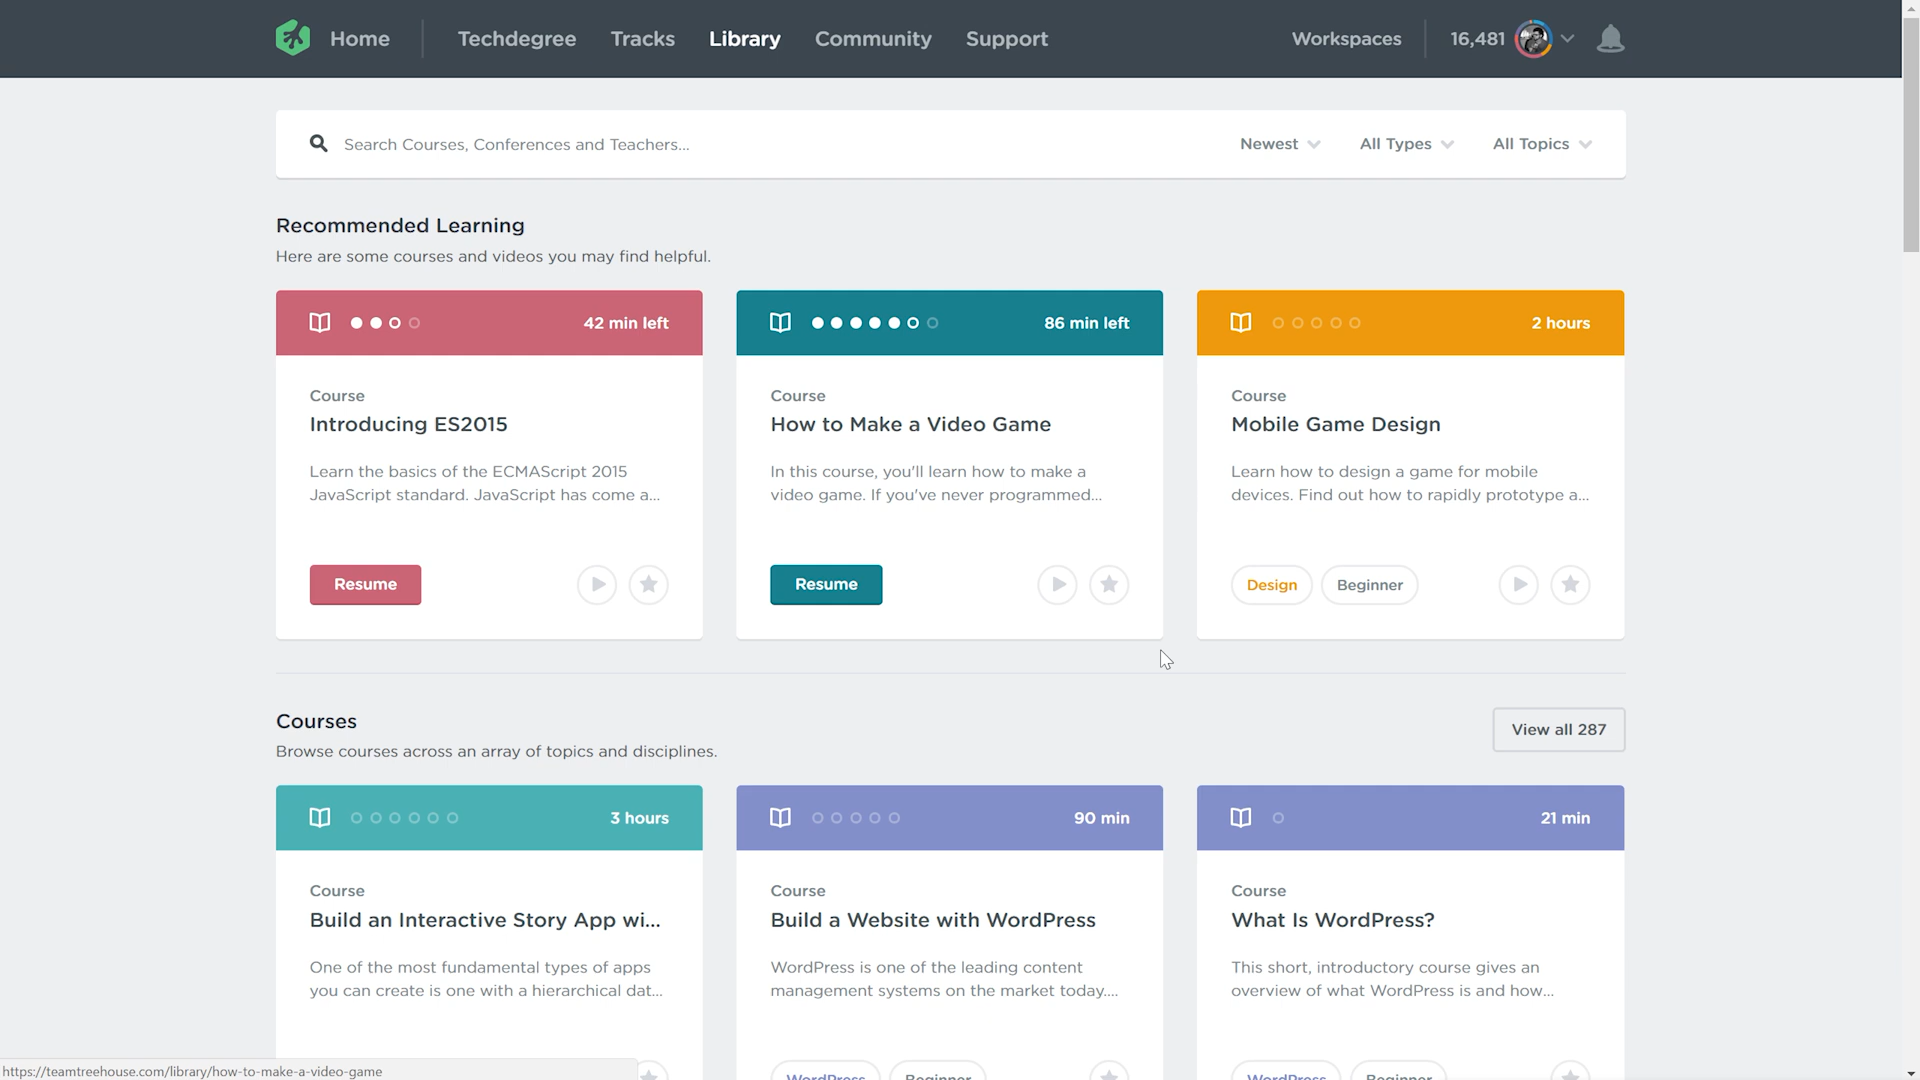 Home
Techdegree
Tracks
Library
Community
Support
Workspaces
16,481
Search Courses, Conferences and Teachers...
Newest
All Types
All Topics
Recommended Learning
Here are some courses and videos you may find helpful.
42 min left
Course
Introducing ES2015
Learn the basics of the ECMAScript 2015
JavaScript standard. JavaScript has come a...
Resume
86 min left
Course
How to Make a Video Game
In this course, you'll learn how to make a
video game. If you've never programmed...
Resume
2 hours
Course
Mobile Game Design
Learn how to design a game for mobile
devices. Find out how to rapidly prototype a...
Design
Beginner
Courses
Browse courses across an array of topics and disciplines.
View all 287
3 hours
Course
Build an Interactive Story App wi...
One of the most fundamental types of apps
you can create is one with a hierarchical dat...
90 min
Course
Build a Website with WordPress
WordPress is one of the leading content
management systems on the market today....
WordPress
Beginner
21 min
Course
What Is WordPress?
This short, introductory course gives an
overview of what WordPress is and how...
WordPress
Beginner
https://teamtreehouse.com/library/how-to-make-a-video-game